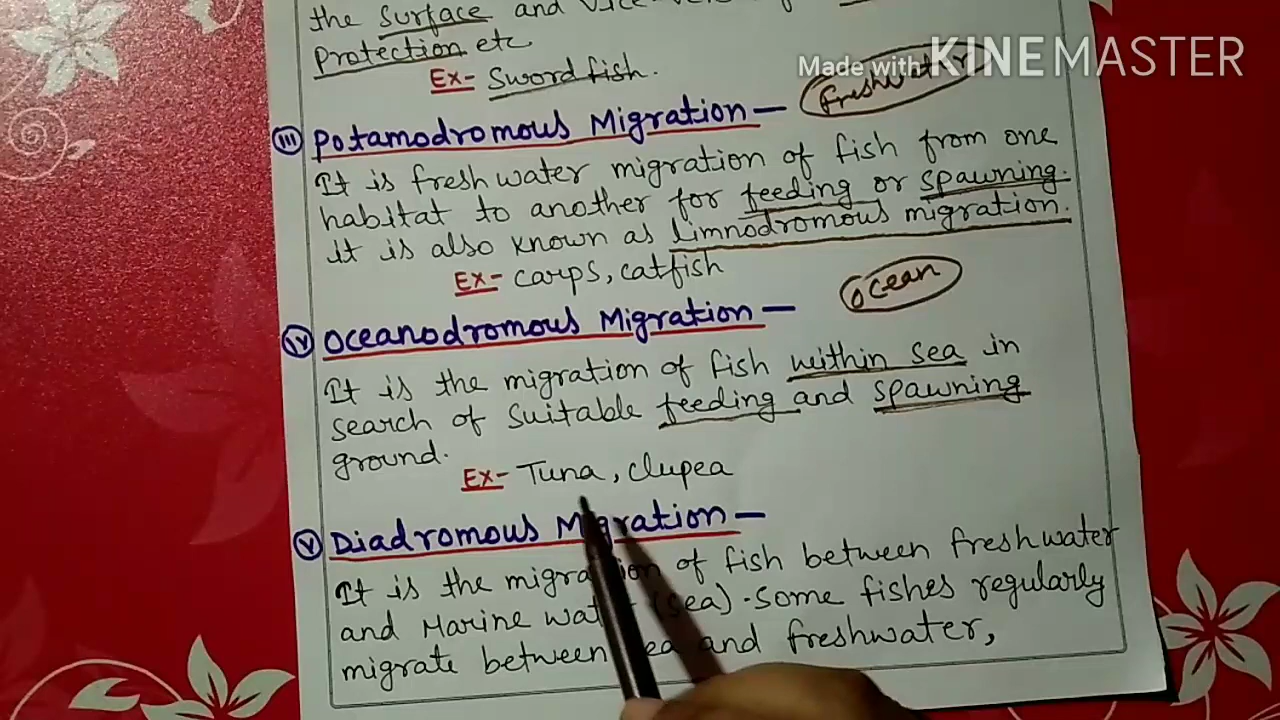 the surface and vice-versa
Protection etc
Ex- Sword fish.
Made with KINEMASTER
freshwater
(iii) Potamodromous Migration —
It is freshwater migration of fish from one
habitat to another for feeding or spawning.
it is also known as limnodromous migration.
Ex- carps, catfish
ocean
(iv) Oceanodromous Migration —
It is the migration of fish within sea in
search of suitable feeding and spawning
ground.
Ex- Tuna, clupea
(v) Diadromous Migration —
It is the migration of fish between freshwater
and Marine water (sea). Some fishes regularly
migrate between sea and freshwater,